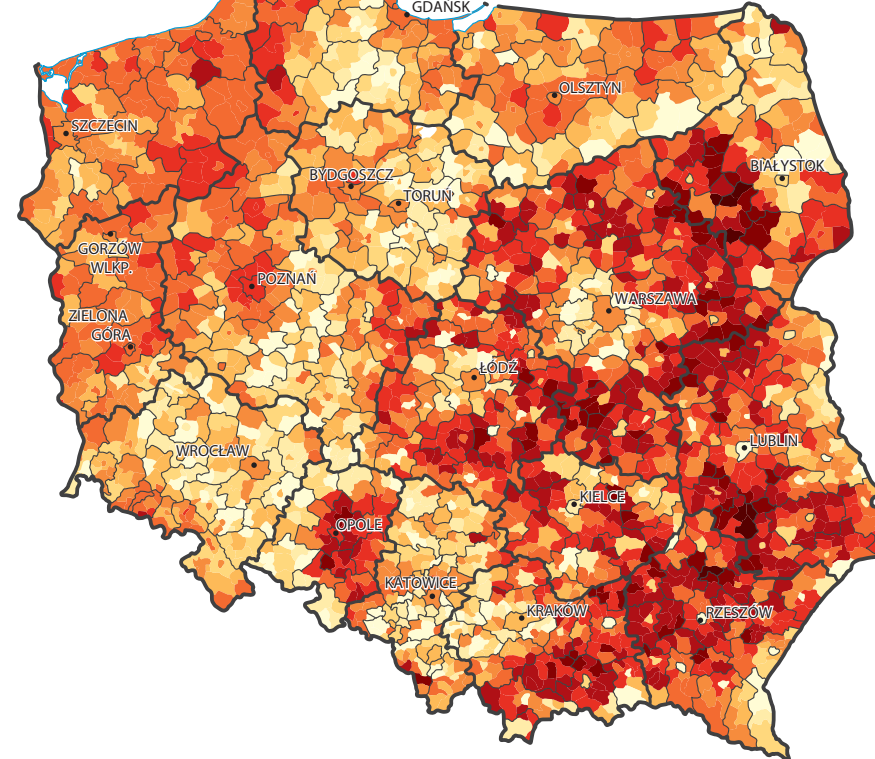 GDAŃSK
OLSZTYN
SZCZECIN
BIAŁYSTOK
BYDGOSZCZ
TORUŃ
GORZÓW
WLKP.
POZNAŃ
WARSZAWA
ZIELONA
GÓRA
ŁÓDŹ
LUBLIN
WROCŁAW
KIELCE
OPOLE
KATOWICE
KRAKÓW
RZESZÓW